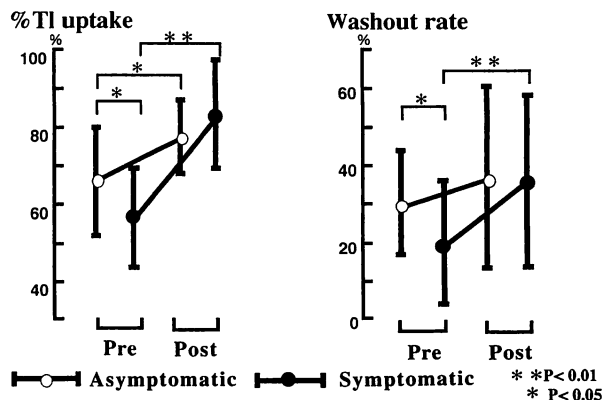 %Tl uptake
Washout rate
%
%
100
80
60
40
* *
*
*
60
40
20
0
* *
*
Pre Post
Pre Post
Asymptomatic
Symptomatic
* *P< 0.01
* P< 0.05